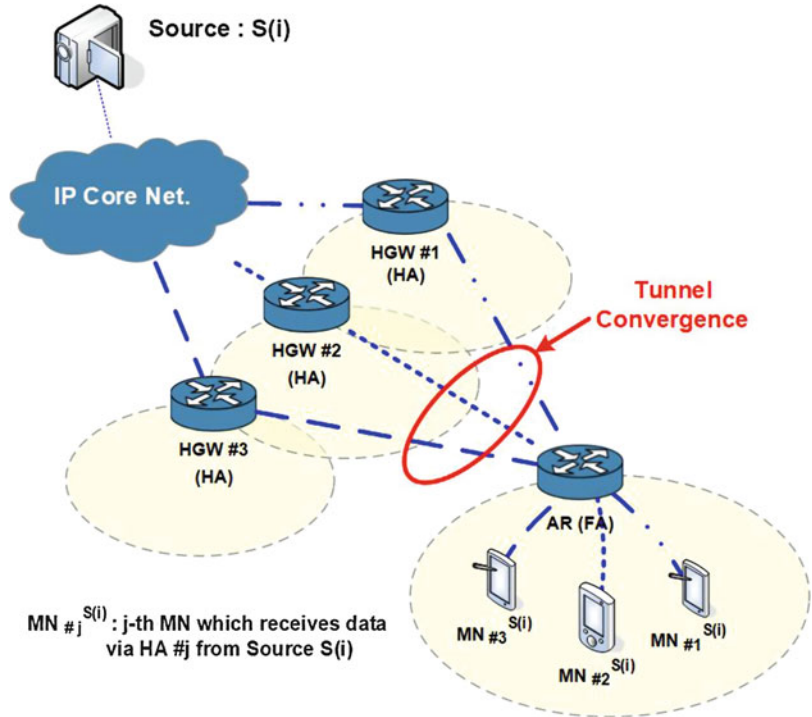 Source : S(i)
IP Core Net.
HGW #1
(HA)
HGW #2
(HA)
HGW #3
(HA)
Tunnel
Convergence
AR (FA)
MN #3 S(i)
MN #2 S(i)
MN #1 S(i)
MN #j S(i) : j-th MN which receives data
via HA #j from Source S(i)